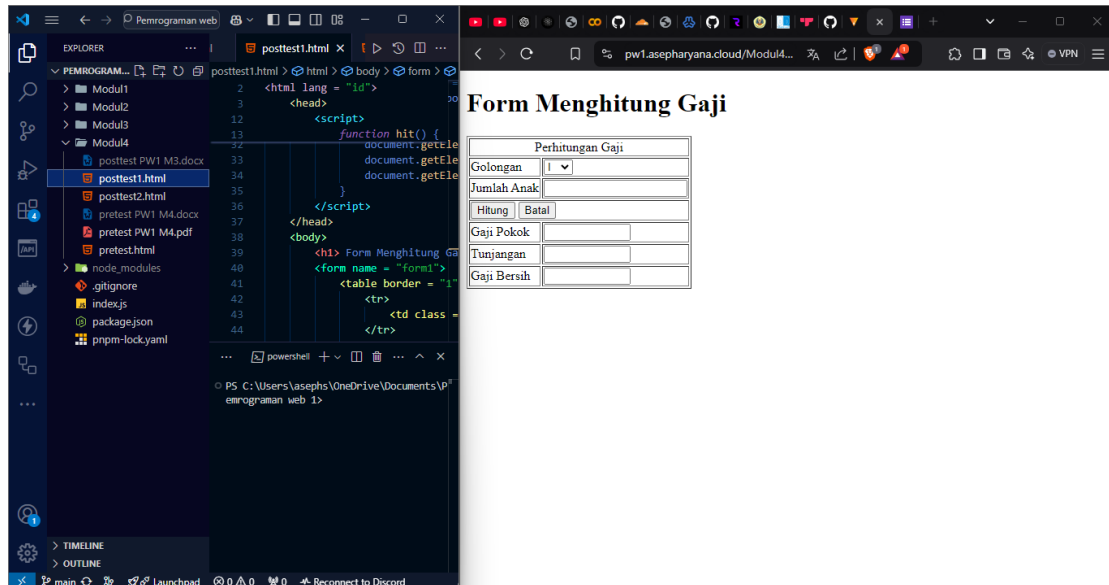 Pemrograman web
EXPLORER
PEMROGRAM...
Modul1
Modul2
Modul3
Modul4
posttest PW1 M3.docx
posttest1.html
posttest2.html
pretest PW1 M4.docx
pretest PW1 M4.pdf
pretest.html
node_modules
.gitignore
index.js
package.json
pnpm-lock.yaml
TIMELINE
OUTLINE
4
/API
1
posttest1.html
posttest1.html > html > body > form >
2 <html lang = "id">
3 <head>
12 <script>
13 function hit() {
32 document.getEle
33 document.getEle
34 document.getEle
35 }
36 </script>
37 </head>
38 <body>
39 <h1> Form Menghitung Ga
40 <form name = "form1">
41 <table border = "1"
42 <tr>
43 <td class =
44 </tr>
powershell
PS C:\Users\asephs\OneDrive\Documents\P
emrograman web 1>
main Launchpad 0 0 0 Reconnect to Discord
pw1.asepharyana.cloud/Modul4...
VPN
Form Menghitung Gaji
Perhitungan Gaji
Golongan I
Jumlah Anak
Hitung Batal
Gaji Pokok
Tunjangan
Gaji Bersih